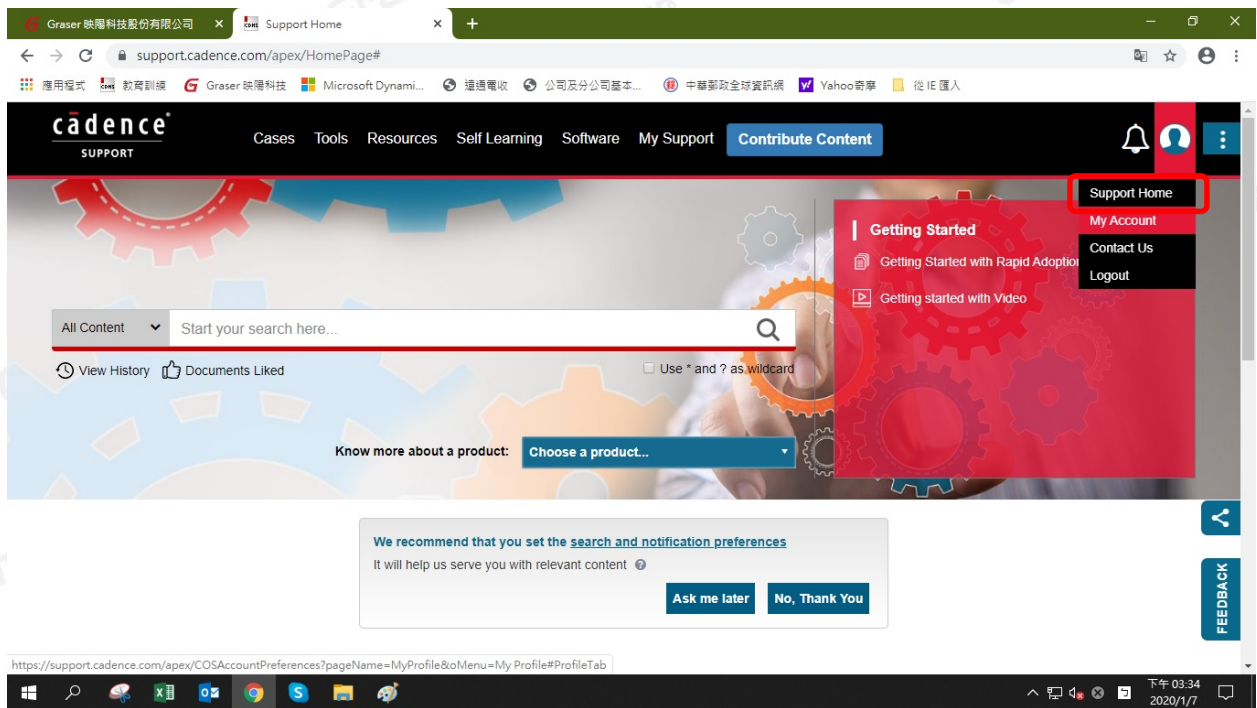 Graser 映陽科技股份有限公司
Support Home
support.cadence.com/apex/HomePage#
應用程式
教育訓練
Graser 映陽科技
Microsoft Dynami...
遠通電收
公司及分公司基本...
中華郵政全球資訊網
Yahoo奇摩
從 IE 匯入
cādence®
SUPPORT
Cases
Tools
Resources
Self Learning
Software
My Support
Contribute Content
Support Home
My Account
Contact Us
Logout
Getting Started
Getting Started with Rapid Adoption
Getting started with Video
All Content
Start your search here...
View History
Documents Liked
Use * and ? as wildcard
Know more about a product:
Choose a product...
We recommend that you set the search and notification preferences
It will help us serve you with relevant content
Ask me later
No, Thank You
FEEDBACK
https://support.cadence.com/apex/COSAccountPreferences?pageName=MyProfile&oMenu=My Profile#ProfileTab
下午 03:34
2020/1/7